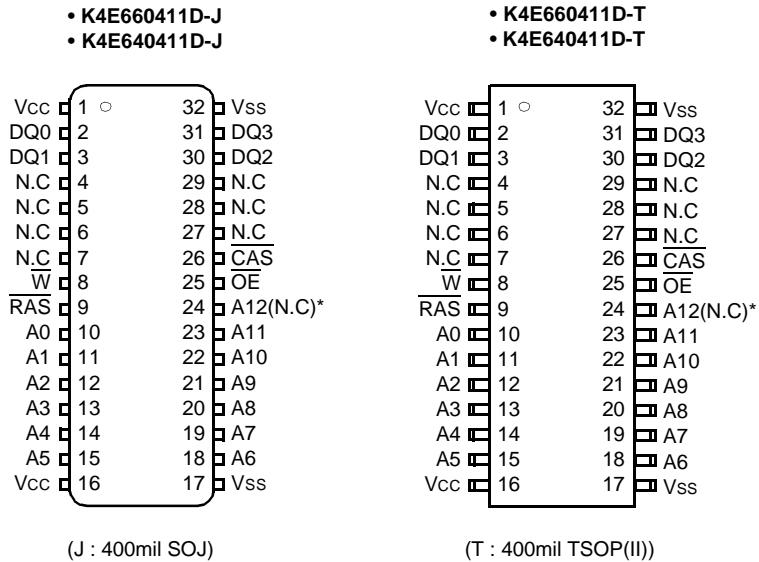 • K4E660411D-J
• K4E640411D-J
Vcc 1 32 Vss
DQ0 2 31 DQ3
DQ1 3 30 DQ2
N.C 4 29 N.C
N.C 5 28 N.C
N.C 6 27 N.C
N.C 7 26 CAS
W 8 25 OE
RAS 9 24 A12(N.C)*
A0 10 23 A11
A1 11 22 A10
A2 12 21 A9
A3 13 20 A8
A4 14 19 A7
A5 15 18 A6
Vcc 16 17 Vss
(J : 400mil SOJ)
• K4E660411D-T
• K4E640411D-T
Vcc 1 32 Vss
DQ0 2 31 DQ3
DQ1 3 30 DQ2
N.C 4 29 N.C
N.C 5 28 N.C
N.C 6 27 N.C
N.C 7 26 CAS
W 8 25 OE
RAS 9 24 A12(N.C)*
A0 10 23 A11
A1 11 22 A10
A2 12 21 A9
A3 13 20 A8
A4 14 19 A7
A5 15 18 A6
Vcc 16 17 Vss
(T : 400mil TSOP(II))